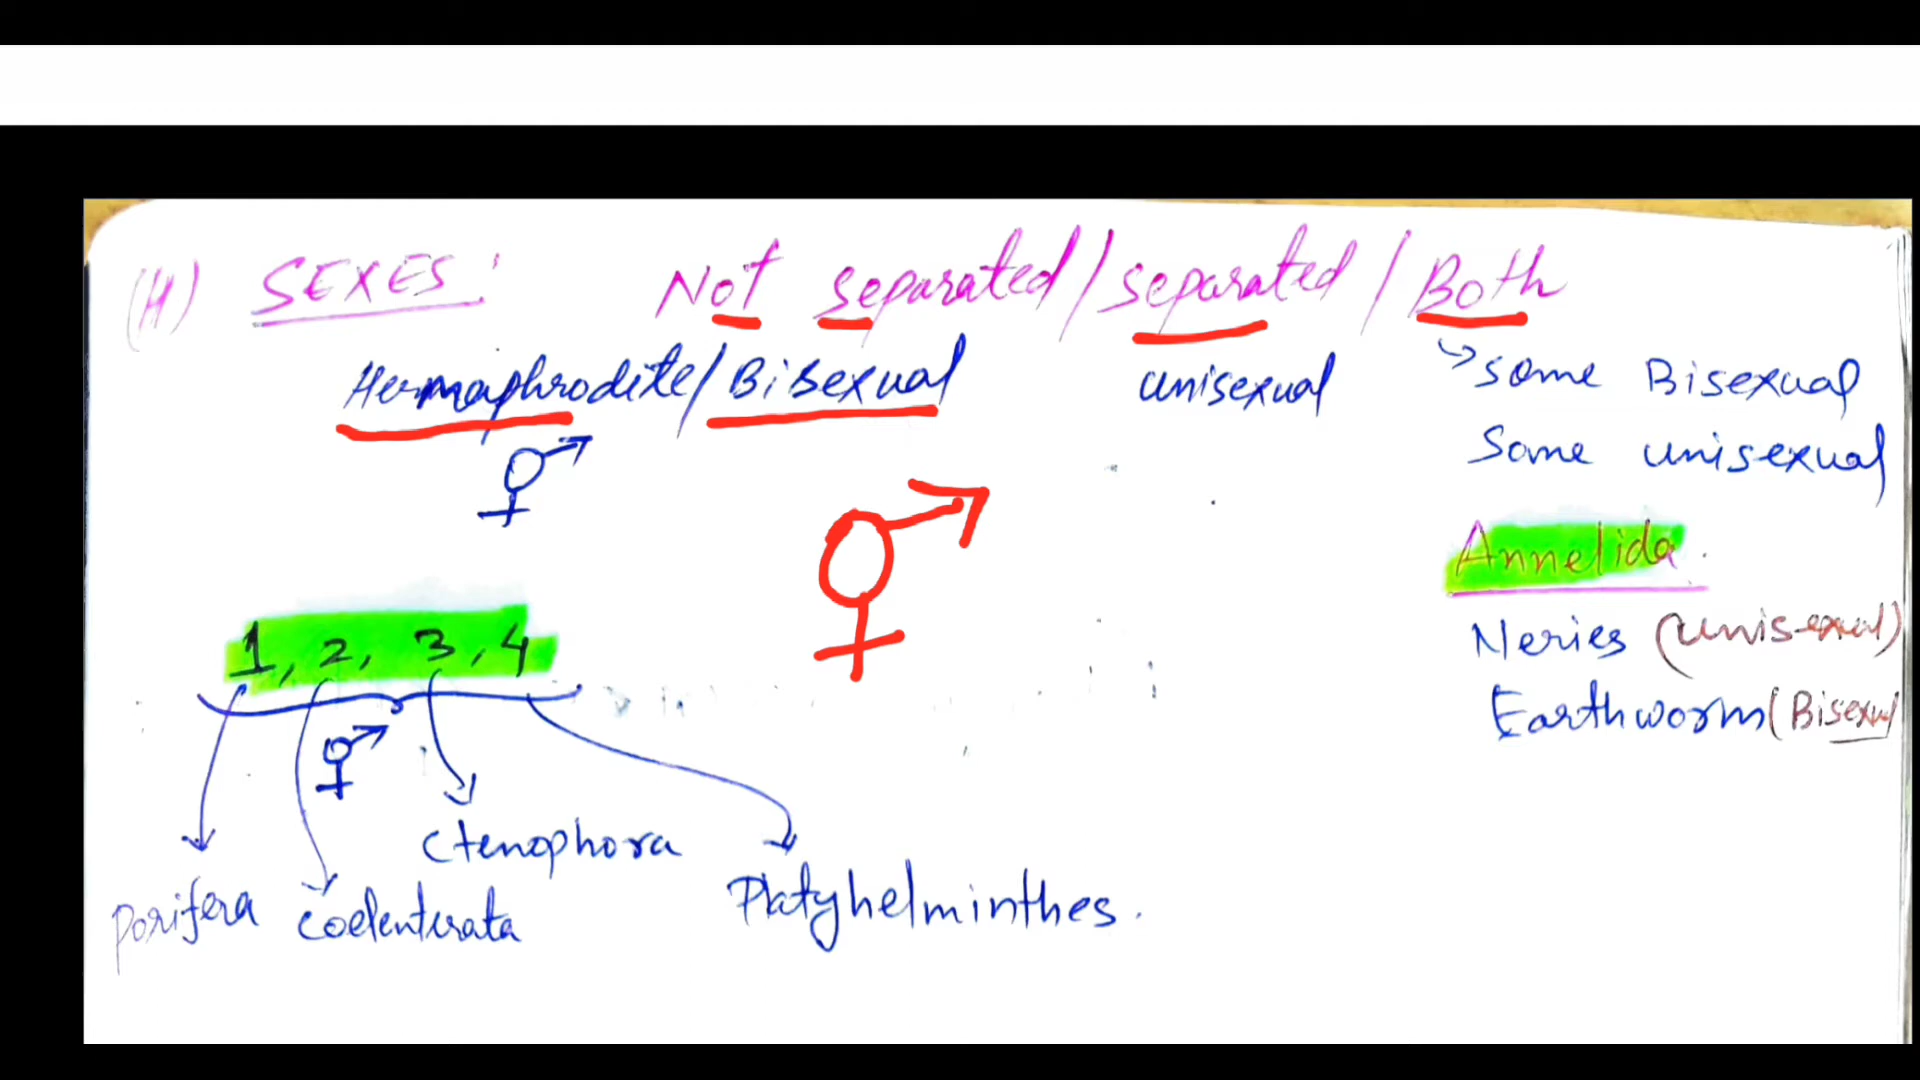 (H) SEXES : Not separated / separated / Both
Hermaphrodite / Bisexual unisexual some Bisexual
Some unisexual
Annelida
1, 2, 3, 4
Neries (unisexual)
Earthworm (Bisexual
Ctenophora
Porifera Coelenterata Platyhelminthes.